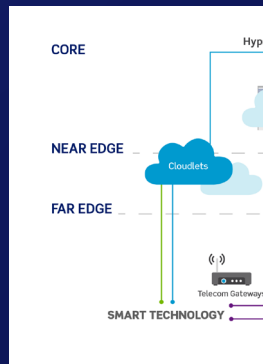 Hyp
CORE
NEAR EDGE
Cloudlets
FAR EDGE
Telecom Gateways
SMART TECHNOLOGY